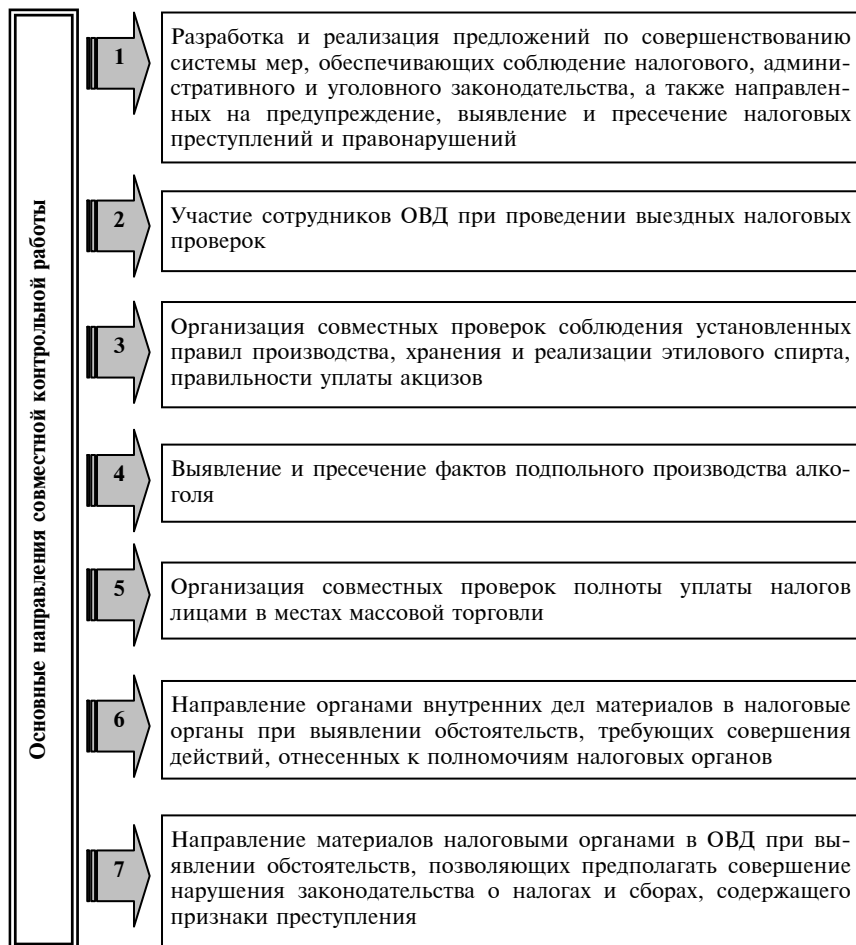 Основные направления совместной контрольной работы
1
Разработка и реализация предложений по совершенствованию
системы мер, обеспечивающих соблюдение налогового, админи-
стративного и уголовного законодательства, а также направлен-
ных на предупреждение, выявление и пресечение налоговых
преступлений и правонарушений
2
Участие сотрудников ОВД при проведении выездных налоговых
проверок
3
Организация совместных проверок соблюдения установленных
правил производства, хранения и реализации этилового спирта,
правильности уплаты акцизов
4
Выявление и пресечение фактов подпольного производства алко-
голя
5
Организация совместных проверок полноты уплаты налогов
лицами в местах массовой торговли
6
Направление органами внутренних дел материалов в налоговые
органы при выявлении обстоятельств, требующих совершения
действий, отнесенных к полномочиям налоговых органов
7
Направление материалов налоговыми органами в ОВД при вы-
явлении обстоятельств, позволяющих предполагать совершение
нарушения законодательства о налогах и сборах, содержащего
признаки преступления